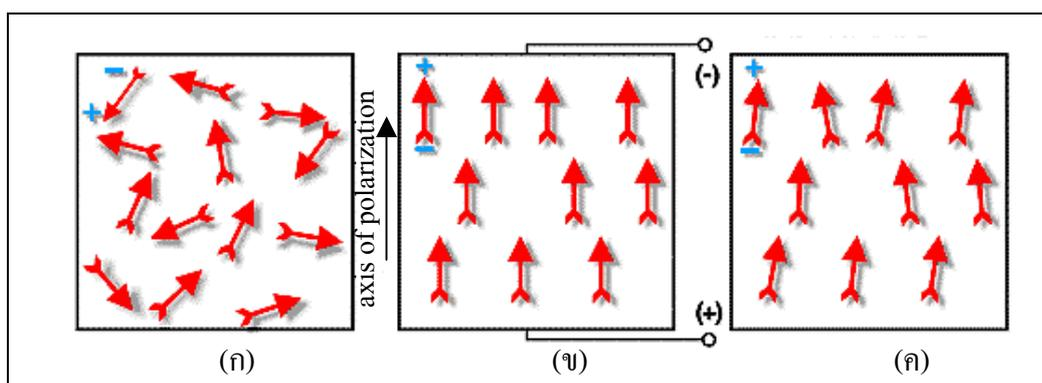 −
+
axis of polarization
+
−
(-)
(+)
+
−
(ก)
(ข)
(ค)